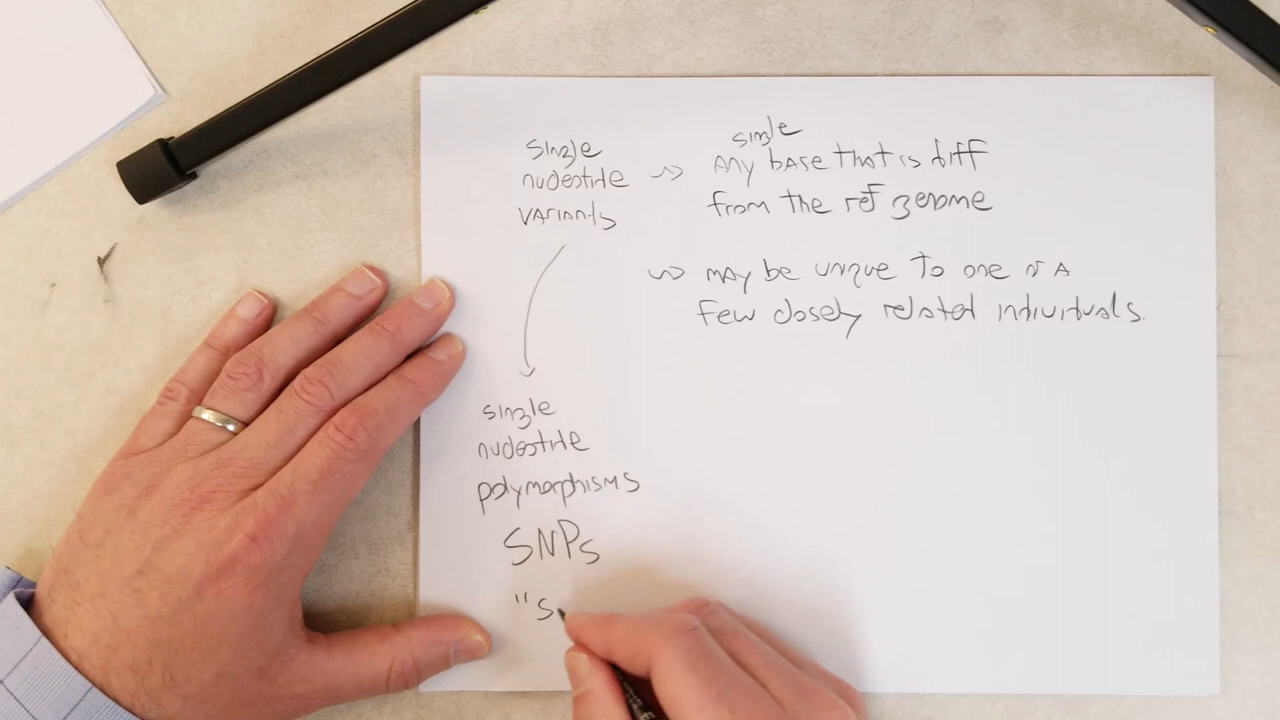 single
nucleotide
variants
→ single
any base that is diff
from the ref genome
→ may be unique to one or a
few closely related individuals.
single
nucleotide
polymorphisms
SNPs
"S